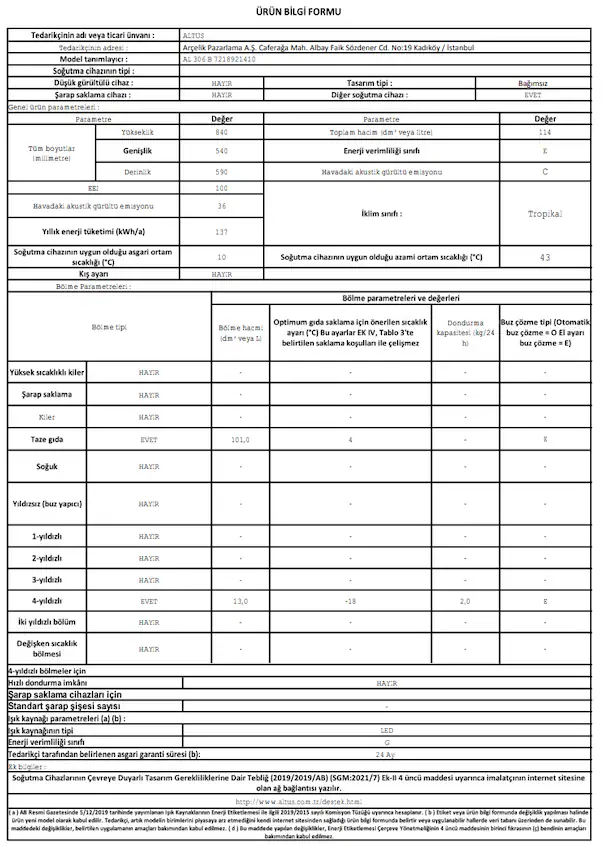 ÜRÜN BİLGİ FORMU
Tedarikçinin adı veya ticari ünvanı : ALTUS
Tedarikçinin adresi : Arçelik Pazarlama A.Ş. Caferağa Mah. Albay Faik Sözdener Cd. No:19 Kadıköy / İstanbul
Model tanımlayıcı : AL 306 B 7218921410
Soğutma cihazının tipi :
Düşük gürültülü cihaz : HAYIR Tasarım tipi : Bağımsız
Şarap saklama cihazı : HAYIR Diğer soğutma cihazı : EVET
Genel ürün parametreleri :
Parametre Değer Parametre Değer
Tüm boyutlar (milimetre)
Yükseklik 840 Toplam hacim (dm³ veya litre) 114
Genişlik 540 Enerji verimliliği sınıfı E
Derinlik 590 Havadaki akustik gürültü emisyonu C
EEI 100
Havadaki akustik gürültü emisyonu 36
İklim sınıfı : Tropikal
Yıllık enerji tüketimi (kWh/a) 137
Soğutma cihazının uygun olduğu asgari ortam sıcaklığı (°C) 10 Soğutma cihazının uygun olduğu azami ortam sıcaklığı (°C) 43
Kış ayarı HAYIR
Bölme Parametreleri :
Bölme parametreleri ve değerleri
Bölme tipi
Bölme hacmi (dm³ veya L)
Optimum gıda saklama için önerilen sıcaklık ayarı (°C) Bu ayarlar EK IV, Tablo 3'te belirtilen saklama koşulları ile çelişmez
Dondurma kapasitesi (kg/24 h)
Buz çözme tipi (Otomatik buz çözme = O El ayarı buz çözme = E)
Yüksek sıcaklıklı kiler HAYIR - - - -
Şarap saklama HAYIR - - - -
Kiler HAYIR - - - -
Taze gıda EVET 101,0 4 - E
Soğuk HAYIR - - - -
Yıldızsız (buz yapıcı) HAYIR - - - -
1-yıldızlı HAYIR - - - -
2-yıldızlı HAYIR - - - -
3-yıldızlı HAYIR - - - -
4-yıldızlı EVET 13,0 -18 2,0 E
İki yıldızlı bölüm HAYIR - - - -
Değişken sıcaklık bölmesi HAYIR - - - -
4-yıldızlı bölmeler için
Hızlı dondurma imkânı HAYIR
Şarap saklama cihazları için
Standart şarap şişesi sayısı -
Işık kaynağı parametreleri (a) (b) :
Işık kaynağının tipi LED
Enerji verimliliği sınıfı G
Tedarikçi tarafından belirlenen asgari garanti süresi (b): 24 Ay
Ek bilgiler :
Soğutma Cihazlarının Çevreye Duyarlı Tasarım Gerekliliklerine Dair Tebliğ (2019/2019/AB) (SGM:2021/7) Ek-II 4 üncü maddesi uyarınca imalatçının internet sitesine
olan ağ bağlantısı yazılır.
http://www.altus.com.tr/destek.html
( a ) AB Resmi Gazetesinde 5/12/2019 tarihinde yayımlanan Işık Kaynaklarının Enerji Etiketlemesi ile ilgili 2019/2015 sayılı Komisyon Tüzüğü uyarınca hesaplanır. ( b ) Etiket veya ürün bilgi formunda değişiklik yapılması halinde
ürün yeni model olarak kabul edilir. Tedarikçi, artık modelin birimlerini piyasaya arz etmediğini kendi internet sitesinden sağladığı ürün bilgi formunda belirtir veya uygulanabilir hallerde veri tabanı üzerinden de sunabilir. Bu
maddedeki değişiklikler, belirtilen uygulamanın amaçları bakımından kabul edilmez. ( d ) Bu maddede yapılan değişiklikler, Enerji Etiketlemesi Çerçeve Yönetmeliğinin 4 üncü maddesinin birinci fıkrasının (ç) bendinin amaçları
bakımından kabul edilmez.